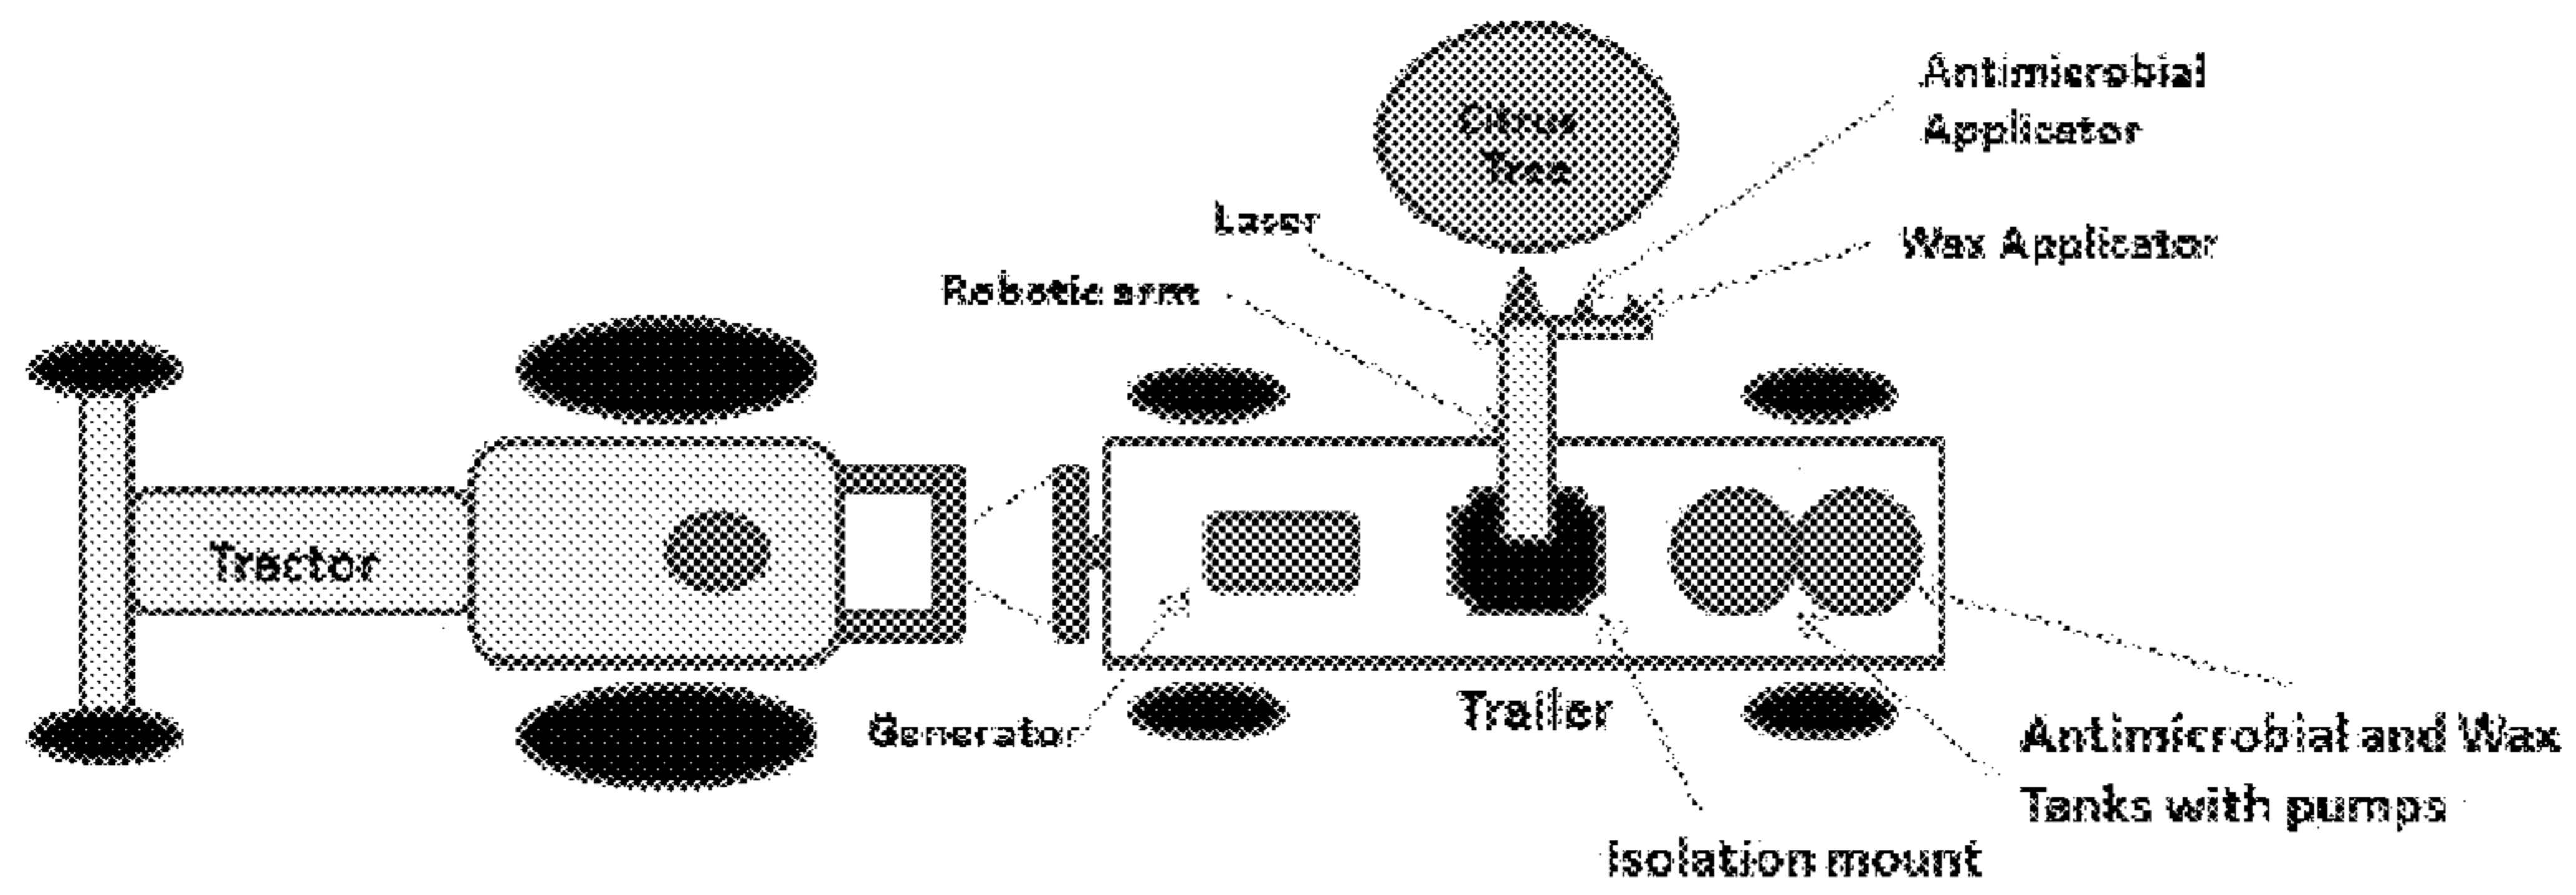 Antimicrobial
Applicator
Citrus
Tree
Laser
Wax Applicator
Robotic arm
Tractor
Generator
Trailer
Antimicrobial and Wax
Tanks with pumps
Isolation mount